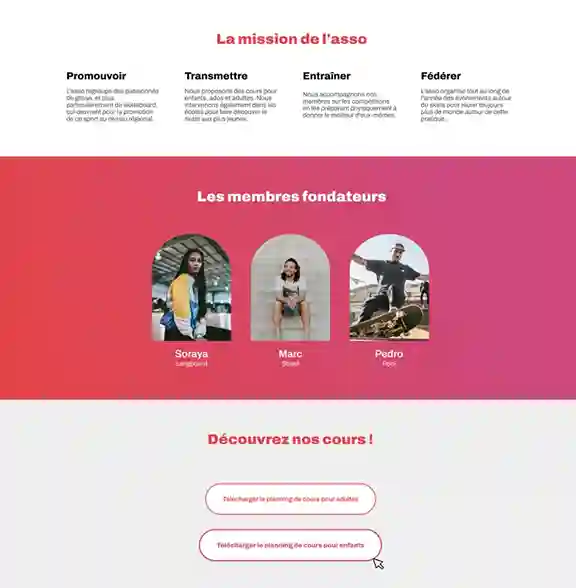 La mission de l'asso
Promouvoir
L'asso regroupe des passionnés
de glisse, et plus
particulièrement de skateboard,
qui œuvrent pour la promotion
de ce sport au niveau régional.
Transmettre
Nous proposons des cours pour
enfants, ados et adultes. Nous
intervenons également dans les
écoles pour faire découvrir le
skate aux plus jeunes.
Entraîner
Nous accompagnons nos
membres sur les compétitions
en les préparant physiquement à
donner le meilleur d'eux-mêmes.
Fédérer
L'asso organise tout au long de
l'année des événements autour
du skate pour réunir toujours
plus de monde autour de cette
pratique.
Les membres fondateurs
Soraya
Longboard
Marc
Street
Pedro
Pool
Découvrez nos cours !
Télécharger le planning de cours pour adultes
Télécharger le planning de cours pour enfants